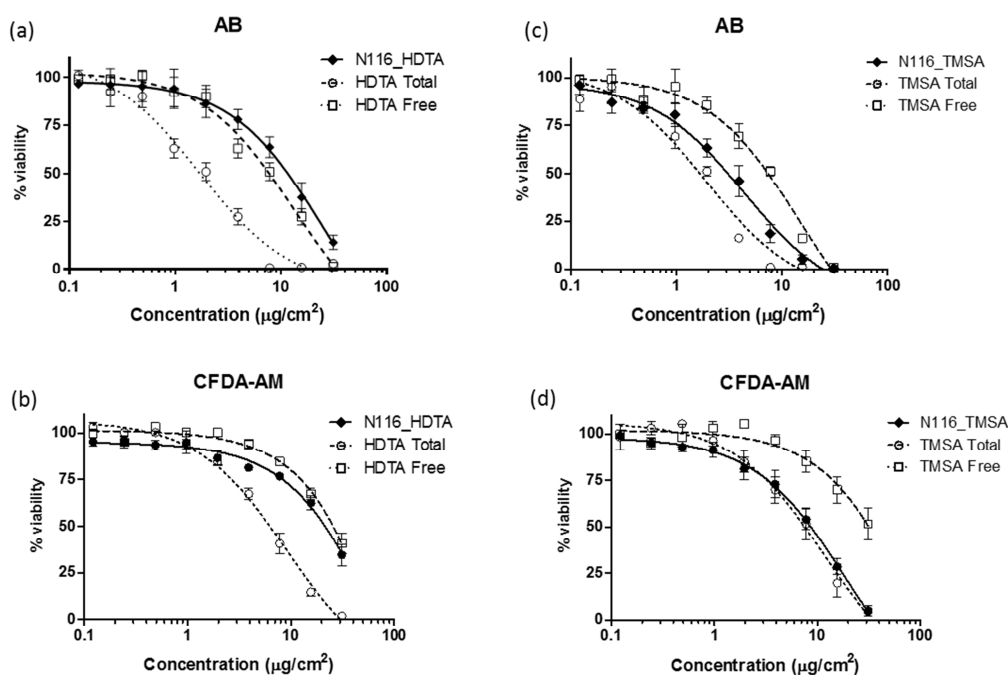 (a)
AB
N116_HDTA
HDTA Total
HDTA Free
% viability
100
75
50
25
0
0.1
1
10
100
Concentration (µg/cm²)
(c)
AB
N116_TMSA
TMSA Total
TMSA Free
% viability
100
75
50
25
0
0.1
1
10
100
Concentration (µg/cm²)
(b)
CFDA-AM
N116_HDTA
HDTA Total
HDTA Free
% viability
100
75
50
25
0
0.1
1
10
100
Concentration (µg/cm²)
(d)
CFDA-AM
N116_TMSA
TMSA Total
TMSA Free
% viability
100
75
50
25
0
0.1
1
10
100
Concentration (µg/cm²)